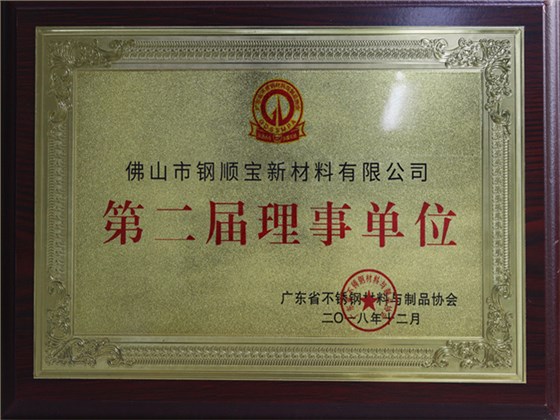 佛山市钢顺宝新材料有限公司
第二届理事单位
广东省不锈钢材料与制品协会
二〇一八年十二月